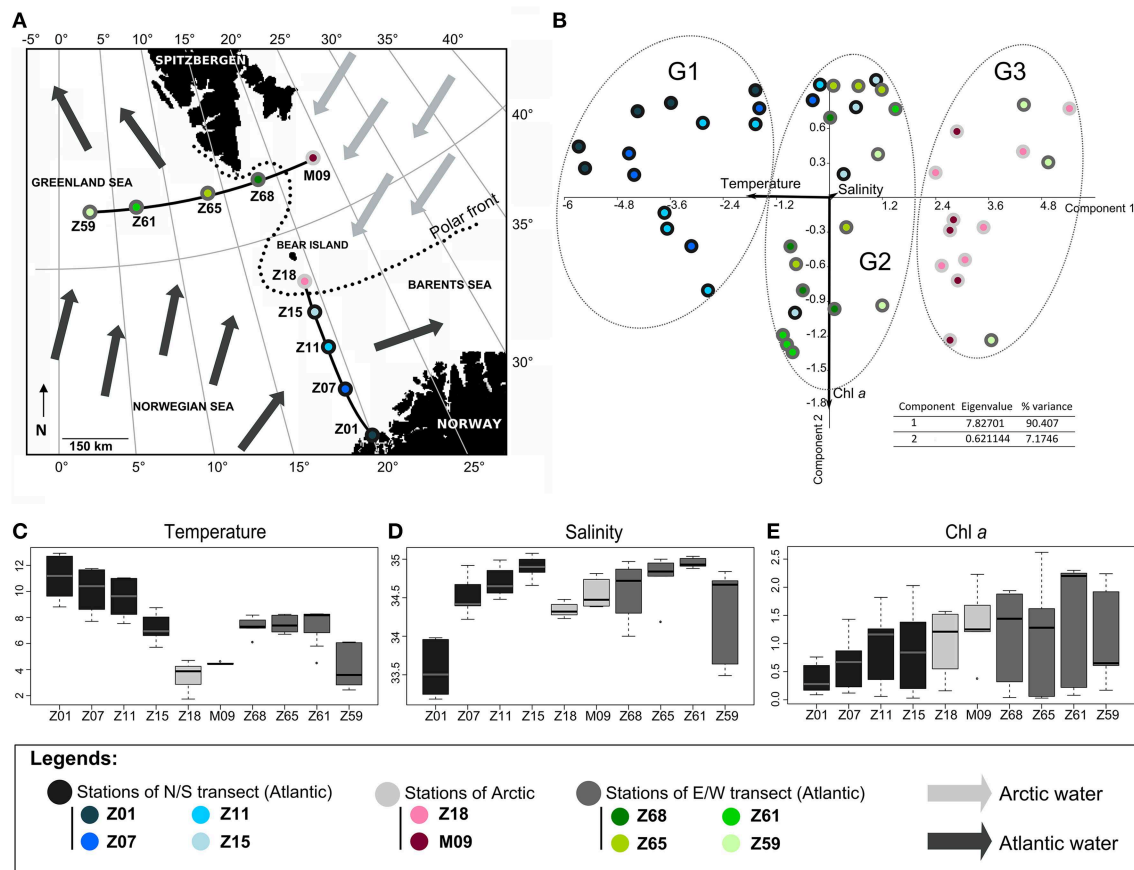 A
-5° 0° 5° 10° 15° 20° 25° 30° 35° 40°
SPITZBERGEN
40°
M09
GREENLAND SEA
Z68
Z65
Z59
Z61
35°
Polar front
BEAR ISLAND
Z18
BARENTS SEA
Z15
30°
Z11
NORWEGIAN SEA
Z07
Z01
NORWAY
N
150 km
0° 5° 10° 15° 20° 25°
B
G1
G3
0.6
0.3
Temperature
Salinity
-6 -4.8 -3.6 -2.4 -1.2 1.2 2.4 3.6 4.8 Component 1
-0.3
G2
-0.6
-0.9
-1.2
-1.5
-1.8
Chl a
Component 2
Component Eigenvalue % variance
1 7.82701 90.407
2 0.621144 7.1746
C
Temperature
12
10
8
6
4
2
Z01 Z07 Z11 Z15 Z18 M09 Z68 Z65 Z61 Z59
D
Salinity
35
34.5
34
33.5
Z01 Z07 Z11 Z15 Z18 M09 Z68 Z65 Z61 Z59
E
Chl a
2.5
2.0
1.5
1.0
0.5
0.0
Z01 Z07 Z11 Z15 Z18 M09 Z68 Z65 Z61 Z59
Legends:
Stations of N/S transect (Atlantic)
Z01 Z11
Z07 Z15
Stations of Arctic
Z18
M09
Stations of E/W transect (Atlantic)
Z68 Z61
Z65 Z59
Arctic water
Atlantic water